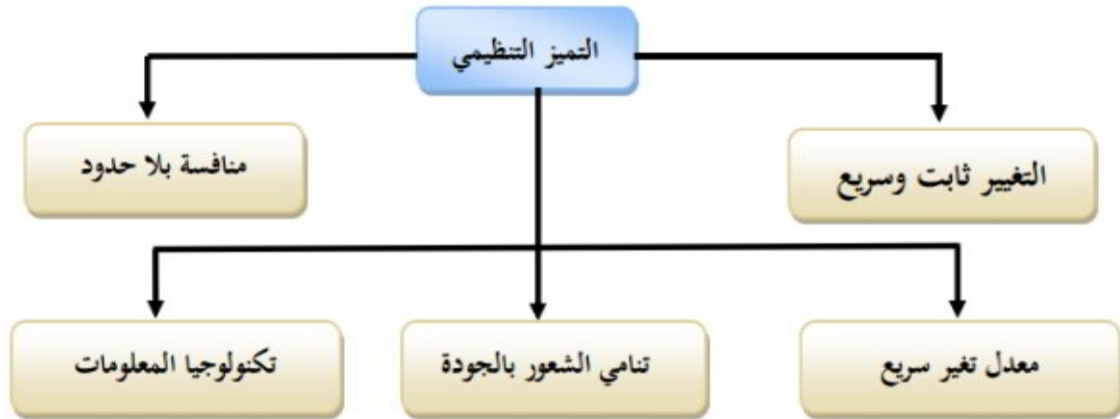 التميز التنظيمي
التغيير ثابت وسريع
منافسة بلا حدود
معدل تغير سريع
تنامي الشعور بالجودة
تكنولوجيا المعلومات